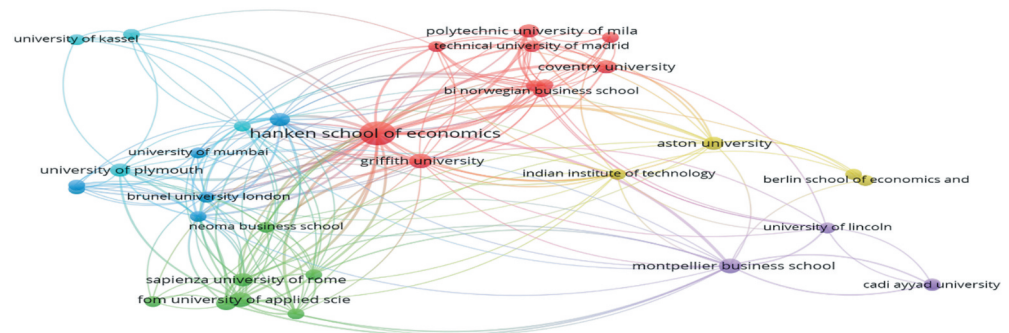 polytechnic university of mila
university of kassel
technical university of madrid
coventry university
bi norwegian business school
hanken school of economics
aston university
university of mumbai
griffith university
university of plymouth
indian institute of technology
berlin school of economics and
brunel university london
neoma business school
university of lincoln
montpellier business school
sapienza university of rome
cadi ayyad university
fom university of applied scie